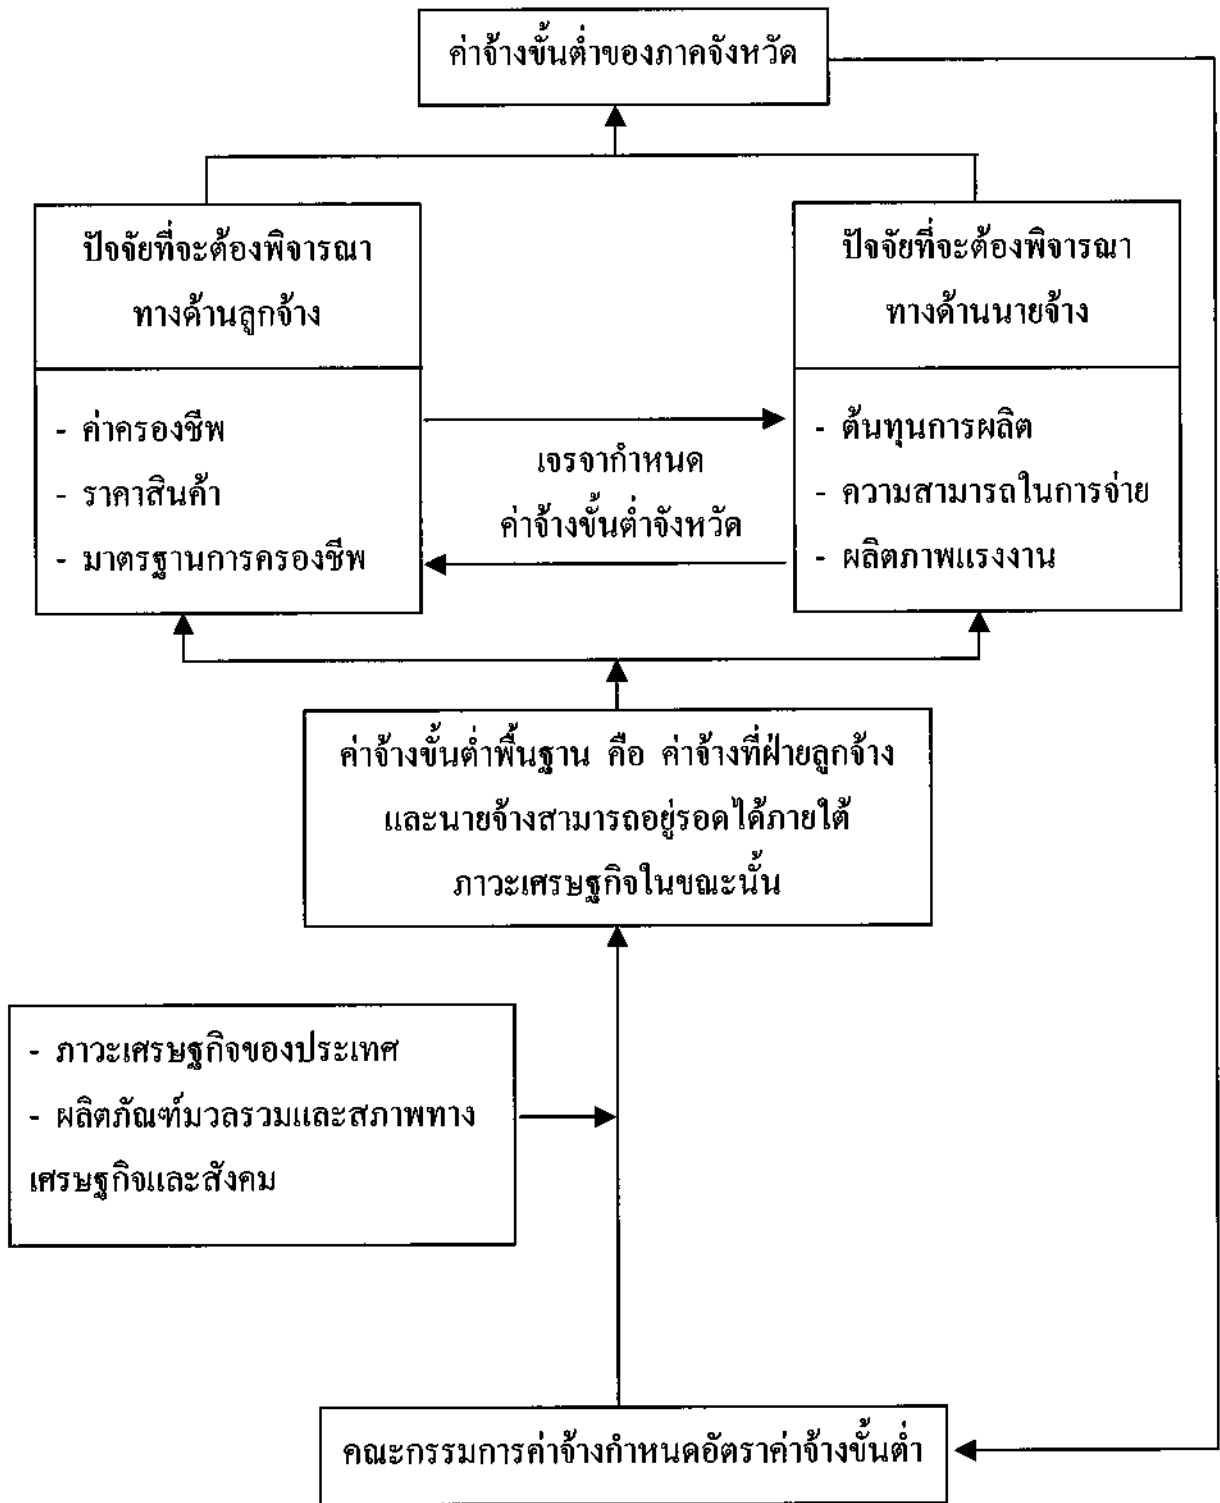 ค่าจ้างขั้นต่ำของภาคจังหวัด
ปัจจัยที่จะต้องพิจารณา
ทางด้านลูกจ้าง
- ค่าครองชีพ
- ราคาสินค้า
- มาตรฐานการครองชีพ
เจรจากำหนด
ค่าจ้างขั้นต่ำจังหวัด
ปัจจัยที่จะต้องพิจารณา
ทางด้านนายจ้าง
- ต้นทุนการผลิต
- ความสามารถในการจ่าย
- ผลิตภาพแรงงาน
ค่าจ้างขั้นต่ำพื้นฐาน คือ ค่าจ้างที่ฝ่ายลูกจ้าง
และนายจ้างสามารถอยู่รอดได้ภายใต้
ภาวะเศรษฐกิจในขณะนั้น
- ภาวะเศรษฐกิจของประเทศ
- ผลิตภัณฑ์มวลรวมและสภาพทาง
เศรษฐกิจและสังคม
คณะกรรมการค่าจ้างกำหนดอัตราค่าจ้างขั้นต่ำ